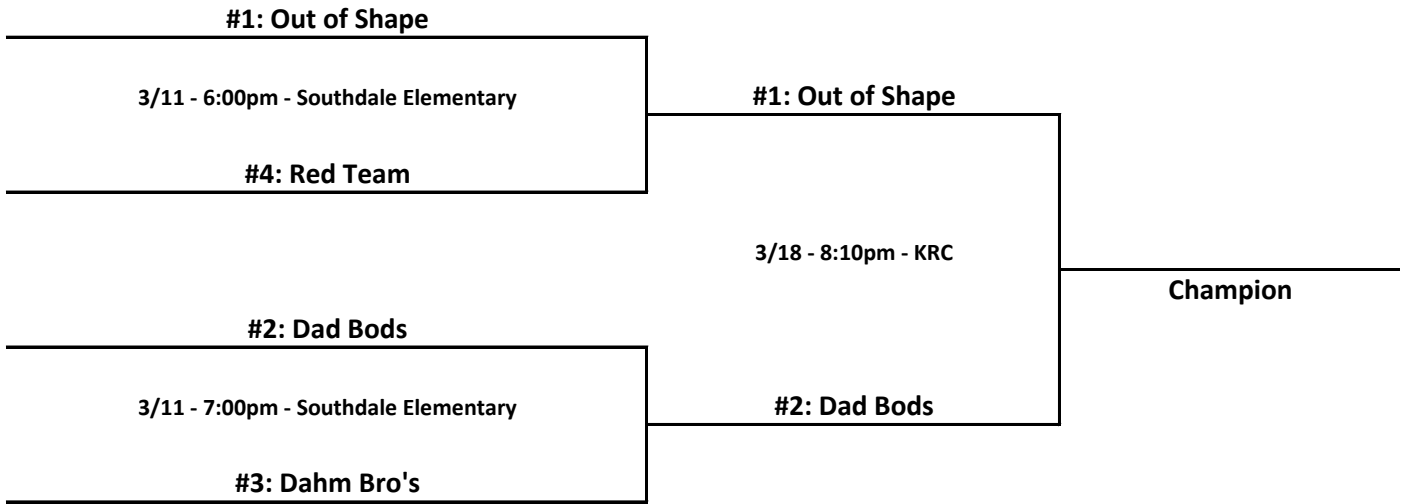 #1: Out of Shape
3/11 - 6:00pm - Southdale Elementary
#1: Out of Shape
#4: Red Team
3/18 - 8:10pm - KRC
Champion
#2: Dad Bods
3/11 - 7:00pm - Southdale Elementary
#2: Dad Bods
#3: Dahm Bro's